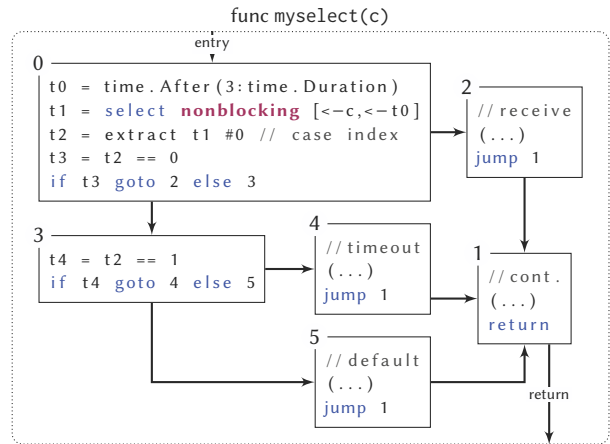 func myselect(c)
entry
0
t0 = time.After(3:time.Duration)
t1 = select nonblocking [<-c,<-t0]
t2 = extract t1 #0 // case index
t3 = t2 == 0
if t3 goto 2 else 3
2
//receive
(...)
jump 1
3
t4 = t2 == 1
if t4 goto 4 else 5
4
//timeout
(...)
jump 1
1
//cont.
(...)
return
5
//default
(...)
jump 1
return